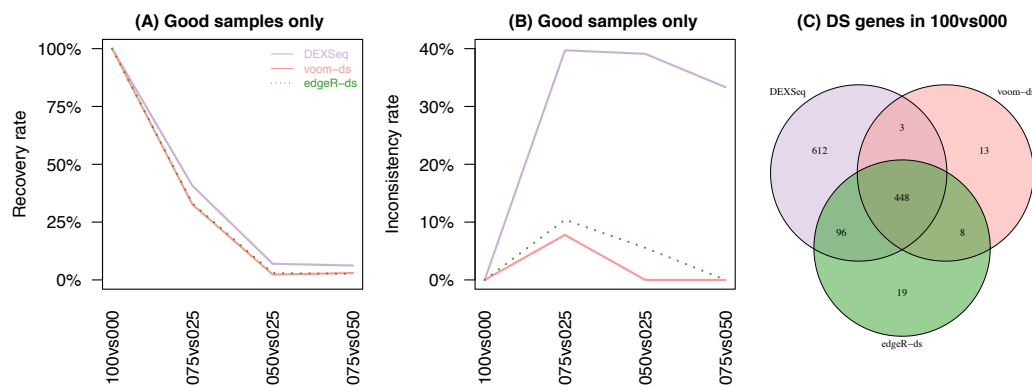 (A) Good samples only
100%
75%
50%
25%
0%
Recovery rate
DEXSeq
voom-ds
edgeR-ds
100vs000
075vs025
050vs025
075vs050
(B) Good samples only
40%
30%
20%
10%
0%
Inconsistency rate
100vs000
075vs025
050vs025
075vs050
(C) DS genes in 100vs000
DEXSeq
voom-ds
3
612
13
448
96
8
19
edgeR-ds